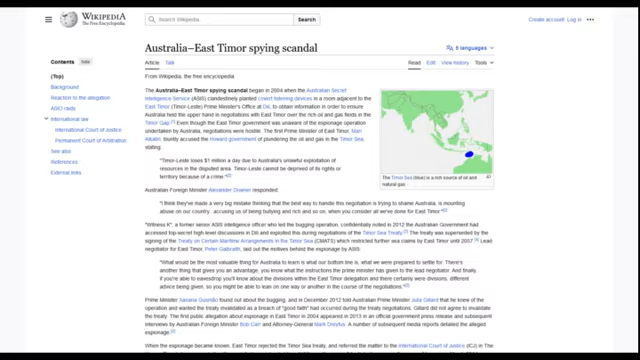 WIKIPEDIA
The Free Encyclopedia
Search Wikipedia
Search
Create account Log in
Contents hide
(Top)
Background
Reaction to the allegation
ASIO raids
International law
International Court of Justice
Permanent Court of Arbitration
See also
References
External links
Australia–East Timor spying scandal
6 languages
Article Talk
Read Edit View history Tools
From Wikipedia, the free encyclopedia
The Australia–East Timor spying scandal began in 2004 when the Australian Secret
Intelligence Service (ASIS) clandestinely planted covert listening devices in a room adjacent to the
East Timor (Timor-Leste) Prime Minister's Office at Dili, to obtain information in order to ensure
Australia held the upper hand in negotiations with East Timor over the rich oil and gas fields in the
Timor Gap.[1] Even though the East Timor government was unaware of the espionage operation
undertaken by Australia, negotiations were hostile. The first Prime Minister of East Timor, Mari
Alkatiri, bluntly accused the Howard government of plundering the oil and gas in the Timor Sea,
stating:
"Timor-Leste loses $1 million a day due to Australia's unlawful exploitation of
resources in the disputed area. Timor-Leste cannot be deprived of its rights or
territory because of a crime."[2]
The Timor Sea (blue) is a rich source of oil and
natural gas
Australian Foreign Minister Alexander Downer responded:
"I think they've made a very big mistake thinking that the best way to handle this negotiation is trying to shame Australia, is mounting
abuse on our country...accusing us of being bullying and rich and so on, when you consider all we've done for East Timor."[2]
"Witness K", a former senior ASIS intelligence officer who led the bugging operation, confidentially noted in 2012 the Australian Government had
accessed top-secret high-level discussions in Dili and exploited this during negotiations of the Timor Sea Treaty.[3] The treaty was superseded by the
signing of the Treaty on Certain Maritime Arrangements in the Timor Sea (CMATS) which restricted further sea claims by East Timor until 2057.[4] Lead
negotiator for East Timor, Peter Galbraith, laid out the motives behind the espionage by ASIS:
"What would be the most valuable thing for Australia to learn is what our bottom line is, what we were prepared to settle for. There's
another thing that gives you an advantage, you know what the instructions the prime minister has given to the lead negotiator. And finally,
if you're able to eavesdrop you'll know about the divisions within the East Timor delegation and there certainly were divisions, different
advice being given, so you might be able to lean on one way or another in the course of the negotiations."
Prime Minister Xanana Gusmão found out about the bugging, and in December 2012 told Australian Prime Minister Julia Gillard that he knew of the
operation and wanted the treaty invalidated as a breach of "good faith" had occurred during the treaty negotiations. Gillard did not agree to invalidate
the treaty. The first public allegation about espionage in East Timor in 2004 appeared in 2013 in an official government press release and subsequent
interviews by Australian Foreign Minister Bob Carr and Attorney-General Mark Dreyfus. A number of subsequent media reports detailed the alleged
espionage.
When the espionage became known, East Timor rejected the Timor Sea treaty, and referred the matter to the International Court of Justice (ICJ) in The